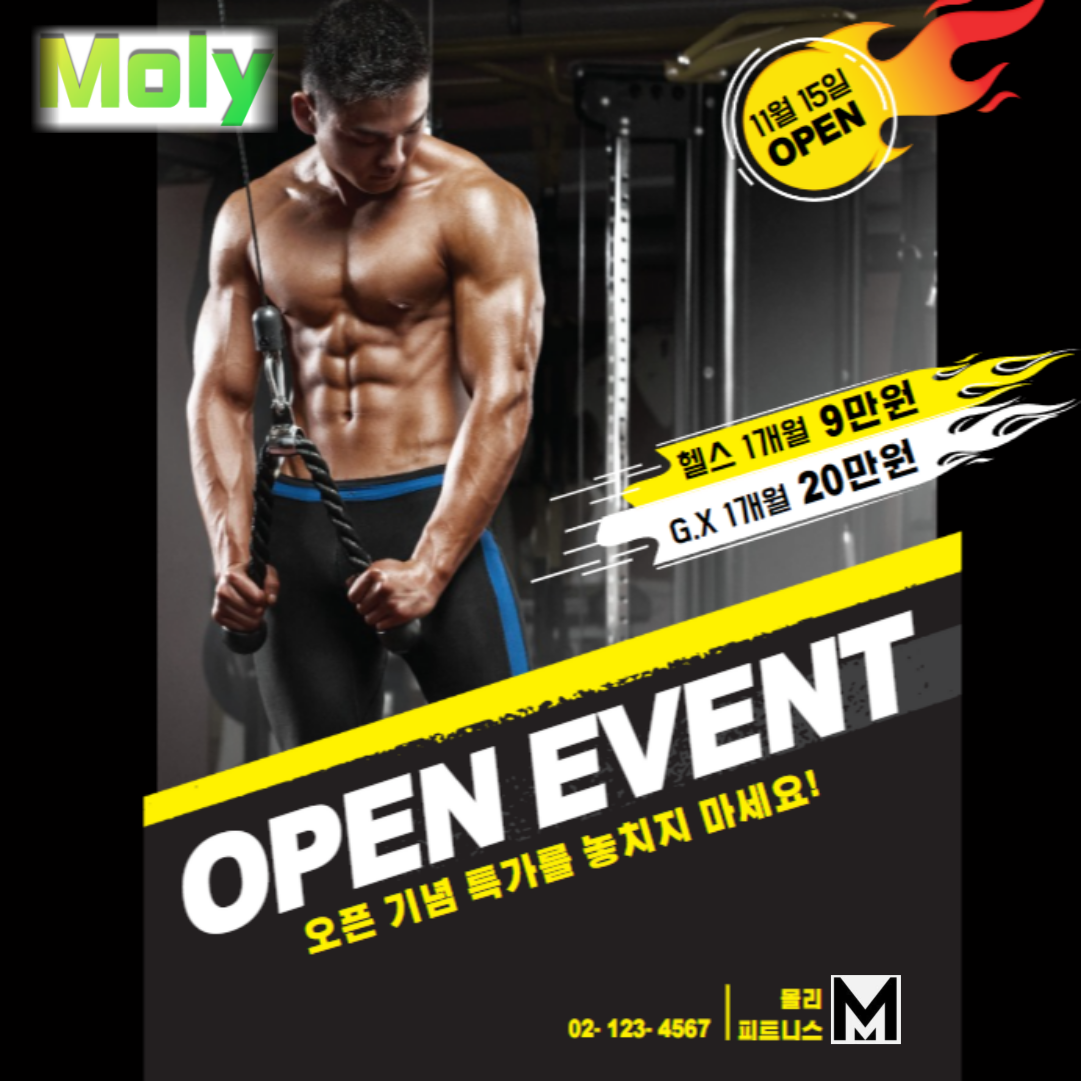 Moly
11월 15일
OPEN
헬스 1개월 9만원
G.X 1개월 20만원
OPEN EVENT
오픈 기념 특가를 놓치지 마세요!
02- 123- 4567
몰리
피트니스
M